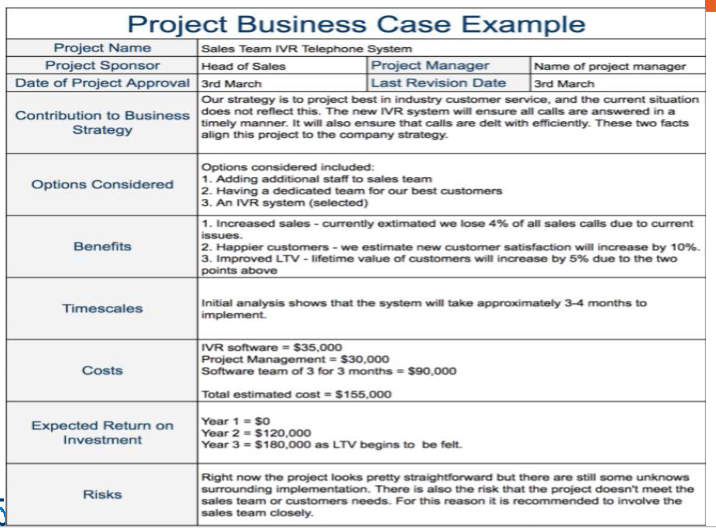 Project Business Case Example
Project Name
Sales Team IVR Telephone System
Project Sponsor
Head of Sales
Project Manager
Name of project manager
Date of Project Approval
3rd March
Last Revision Date
3rd March
Contribution to Business
Strategy
Our strategy is to project best in industry customer service, and the current situation
does not reflect this. The new IVR system will ensure all calls are answered in a
timely manner. It will also ensure that calls are delt with efficiently. These two facts
align this project to the company strategy.
Options Considered
Options considered included:
1. Adding additional staff to sales team
2. Having a dedicated team for our best customers
3. An IVR system (selected)
Benefits
1. Increased sales - currently extimated we lose 4% of all sales calls due to current
issues.
2. Happier customers - we estimate new customer satisfaction will increase by 10%.
3. Improved LTV - lifetime value of customers will increase by 5% due to the two
points above
Timescales
Initial analysis shows that the system will take approximately 3-4 months to
implement.
Costs
IVR software = $35,000
Project Management = $30,000
Software team of 3 for 3 months = $90,000
Total estimated cost = $155,000
Expected Return on
Investment
Year 1 = $0
Year 2 = $120,000
Year 3 = $180,000 as LTV begins to be felt.
Risks
Right now the project looks pretty straightforward but there are still some unknows
surrounding implementation. There is also the risk that the project doesn't meet the
sales team or customers needs. For this reason it is recommended to involve the
sales team closely.